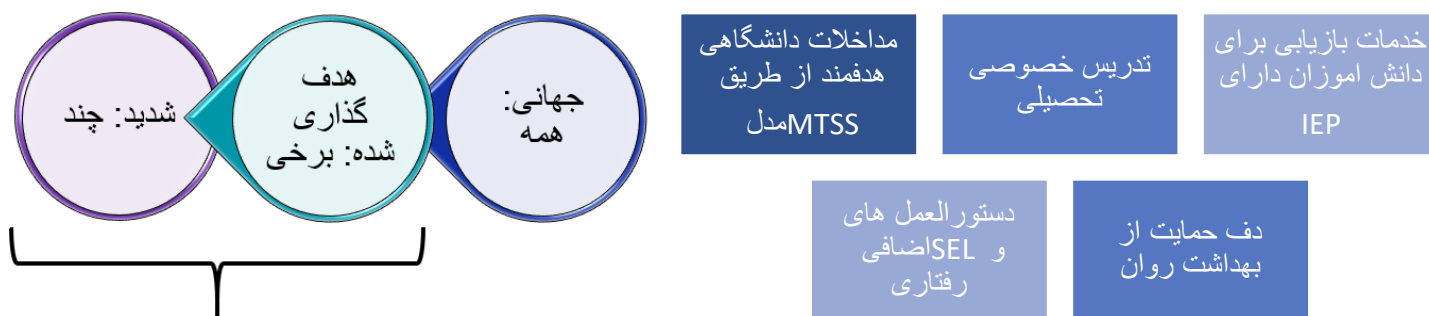 جهانی:
همه
هدف
گذاری
شده: برخی
شدید: چند
خدمات بازیابی برای
دانش اموزان دارای
IEP
تدریس خصوصی
تحصیلی
مداخلات دانشگاهی
هدفمند از طریق
MTSSمدل
دف حمایت از
بهداشت روان
دستورالعمل های
و SELاضافی
رفتاری